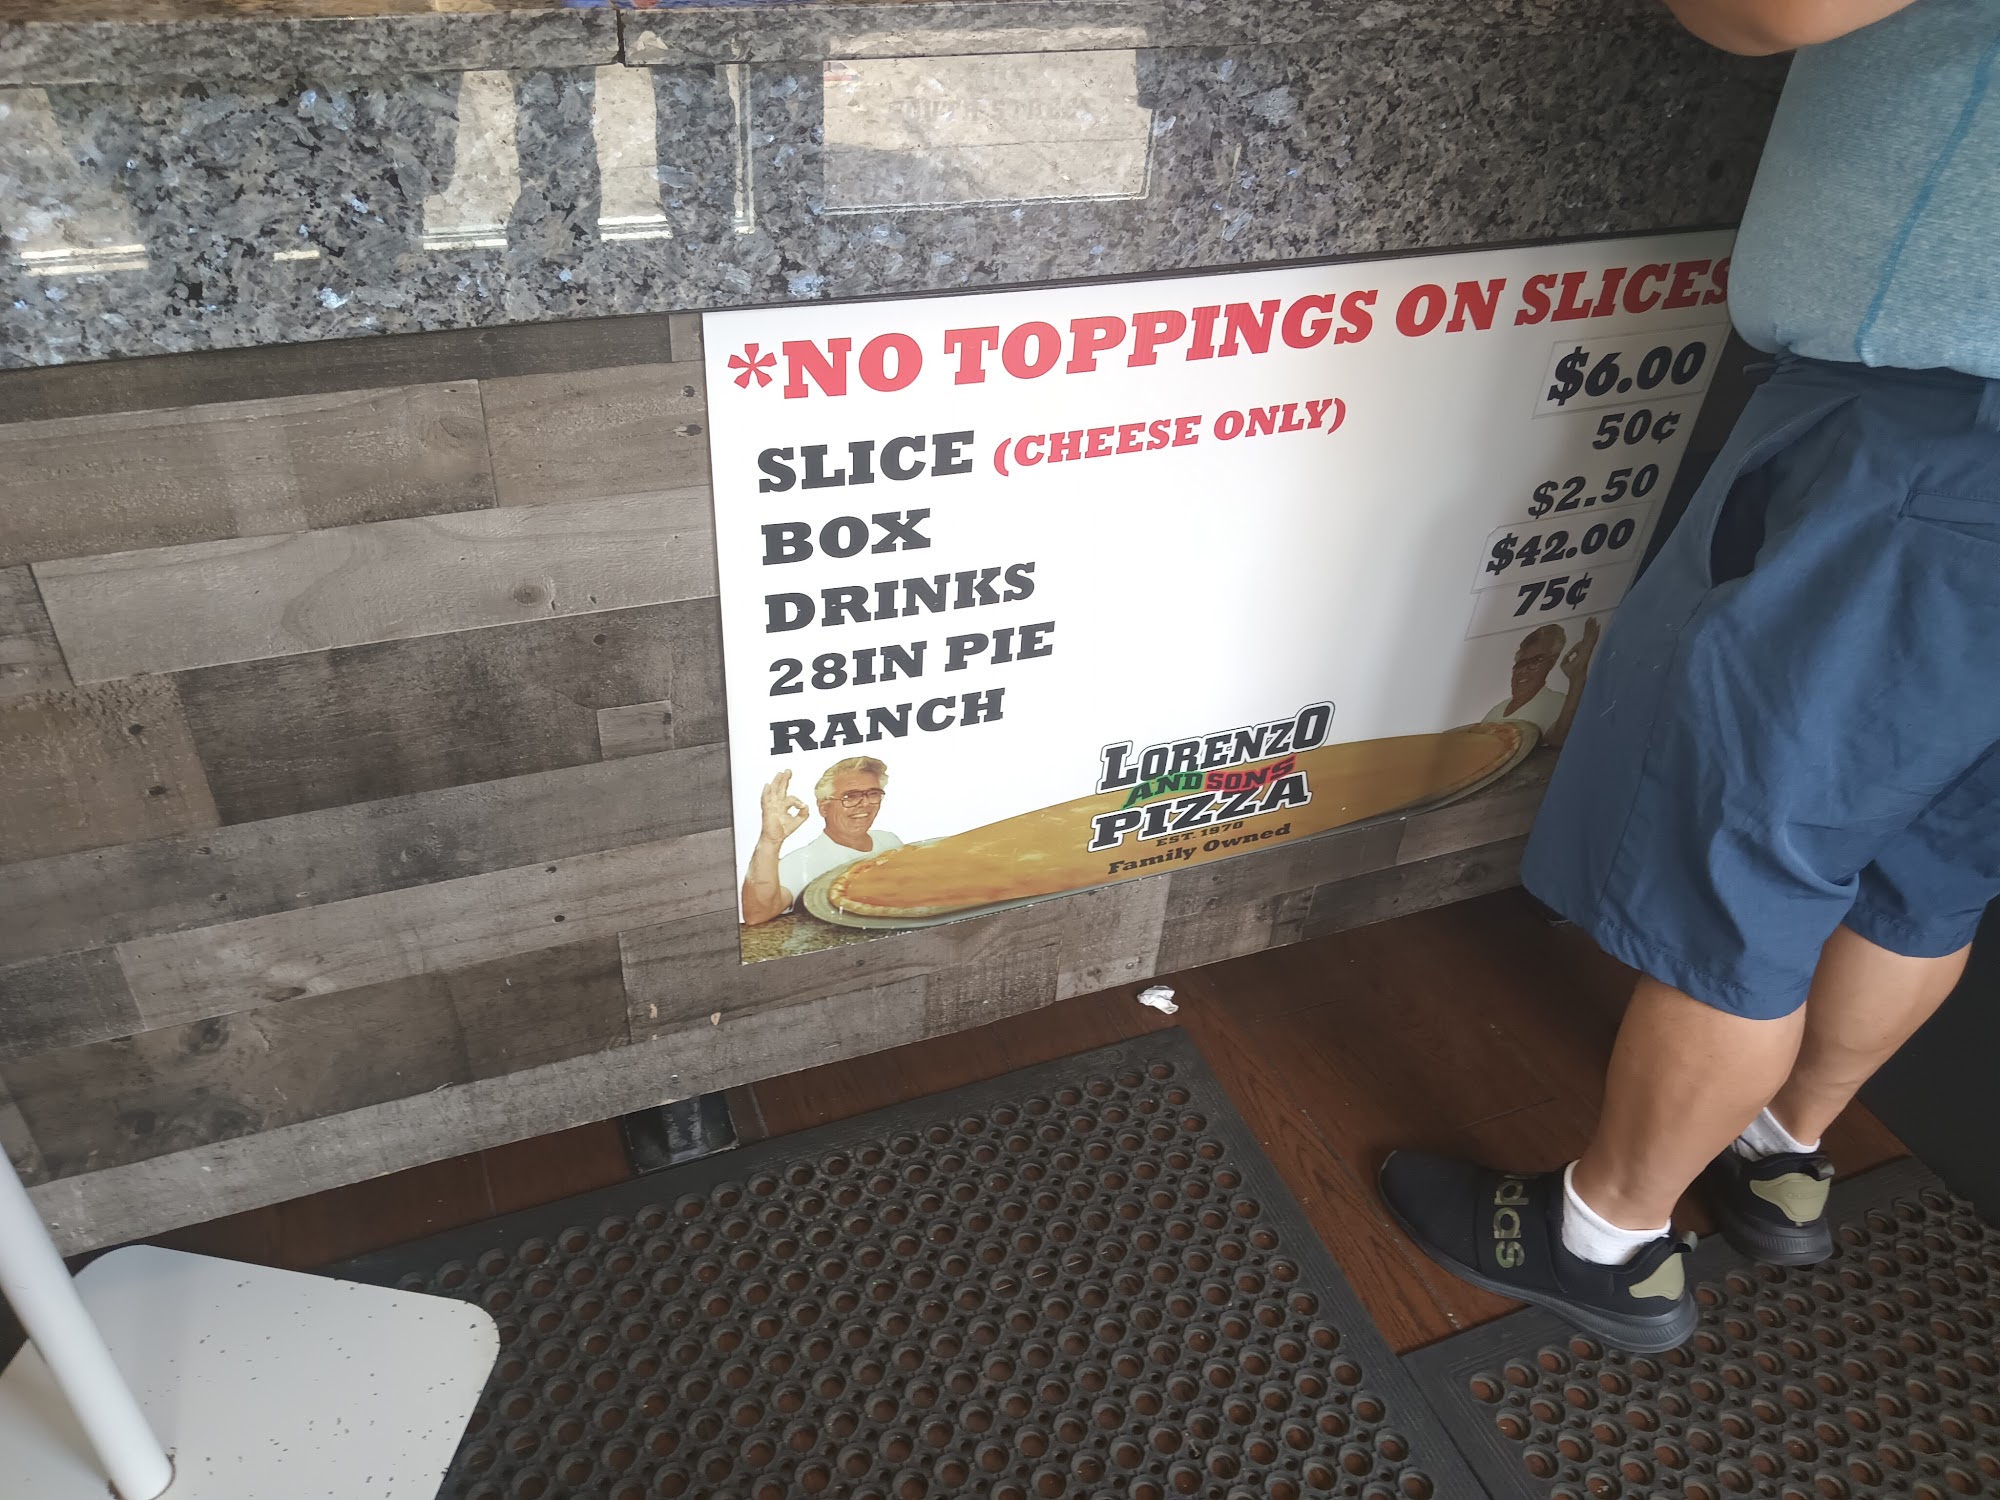 *NO TOPPINGS ON SLICES
SLICE (CHEESE ONLY) $6.00
BOX 50¢
DRINKS $2.50
28IN PIE $42.00
RANCH 75¢
LORENZO
AND SONS
PIZZA
EST. 1970
Family Owned
adidas